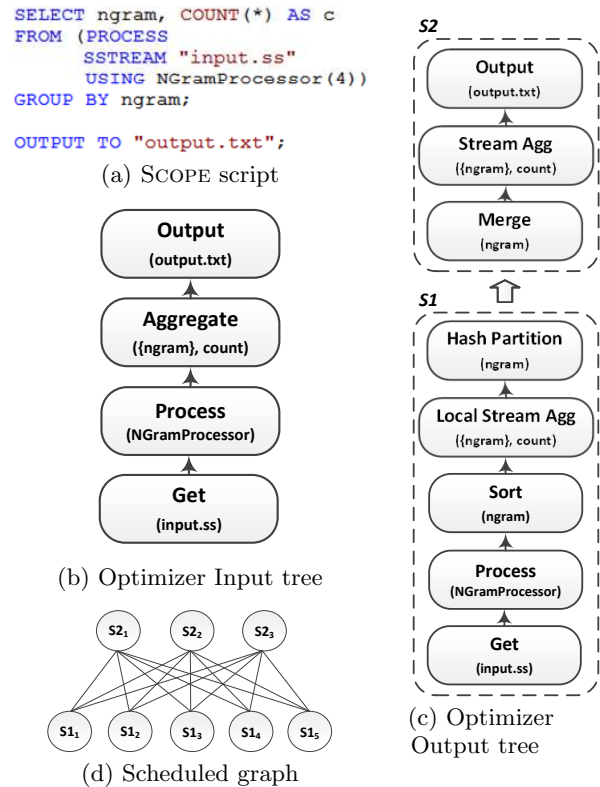 SELECT ngram, COUNT(*) AS c
FROM (PROCESS
SSTREAM "input.ss"
USING NGramProcessor(4))
GROUP BY ngram;
OUTPUT TO "output.txt";
(a) SCOPE script
Output
(output.txt)
Aggregate
({ngram}, count)
Process
(NGramProcessor)
Get
(input.ss)
(b) Optimizer Input tree
S2₁ S2₂ S2₃
S1₁ S1₂ S1₃ S1₄ S1₅
(d) Scheduled graph
S2
Output
(output.txt)
Stream Agg
({ngram}, count)
Merge
(ngram)
S1
Hash Partition
(ngram)
Local Stream Agg
({ngram}, count)
Sort
(ngram)
Process
(NGramProcessor)
Get
(input.ss)
(c) Optimizer
Output tree